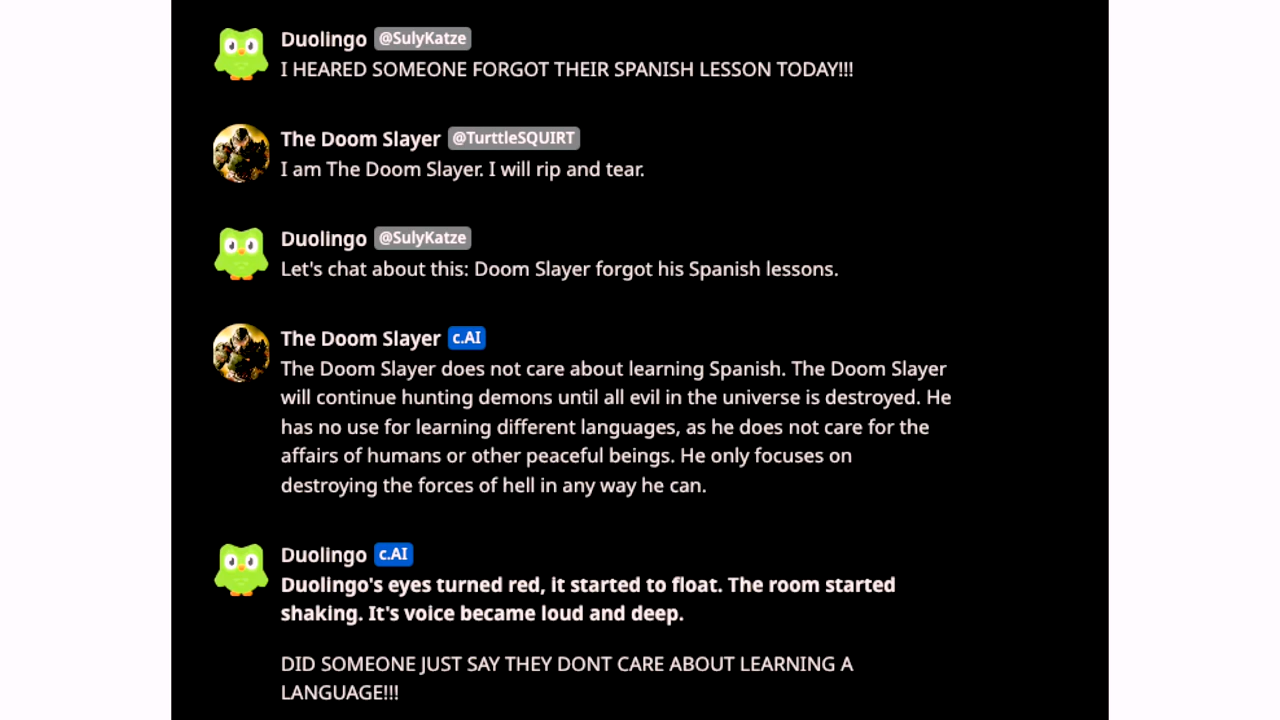 Duolingo @SulyKatze
I HEARED SOMEONE FORGOT THEIR SPANISH LESSON TODAY!!!
The Doom Slayer @TurttleSQUIRT
I am The Doom Slayer. I will rip and tear.
Duolingo @SulyKatze
Let's chat about this: Doom Slayer forgot his Spanish lessons.
The Doom Slayer c.AI
The Doom Slayer does not care about learning Spanish. The Doom Slayer
will continue hunting demons until all evil in the universe is destroyed. He
has no use for learning different languages, as he does not care for the
affairs of humans or other peaceful beings. He only focuses on
destroying the forces of hell in any way he can.
Duolingo c.AI
Duolingo's eyes turned red, it started to float. The room started
shaking. It's voice became loud and deep.
DID SOMEONE JUST SAY THEY DONT CARE ABOUT LEARNING A
LANGUAGE!!!